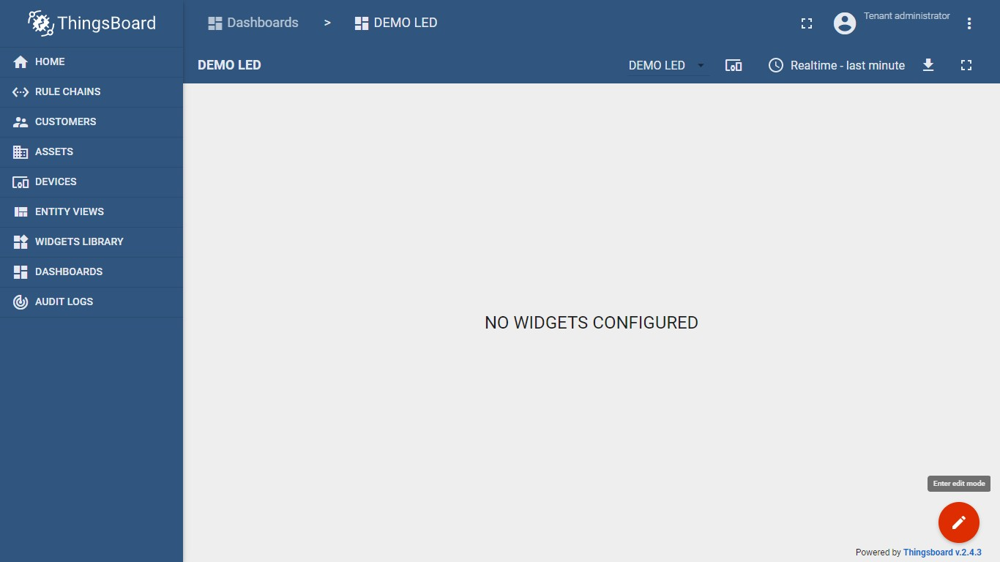 ThingsBoard
Dashboards > DEMO LED
Tenant administrator
HOME
RULE CHAINS
CUSTOMERS
ASSETS
DEVICES
ENTITY VIEWS
WIDGETS LIBRARY
DASHBOARDS
AUDIT LOGS
DEMO LED
DEMO LED
Realtime - last minute
NO WIDGETS CONFIGURED
Enter edit mode
Powered by Thingsboard v.2.4.3